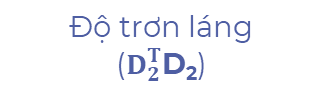 Độ trơn láng
(D₂ᵀD₂)